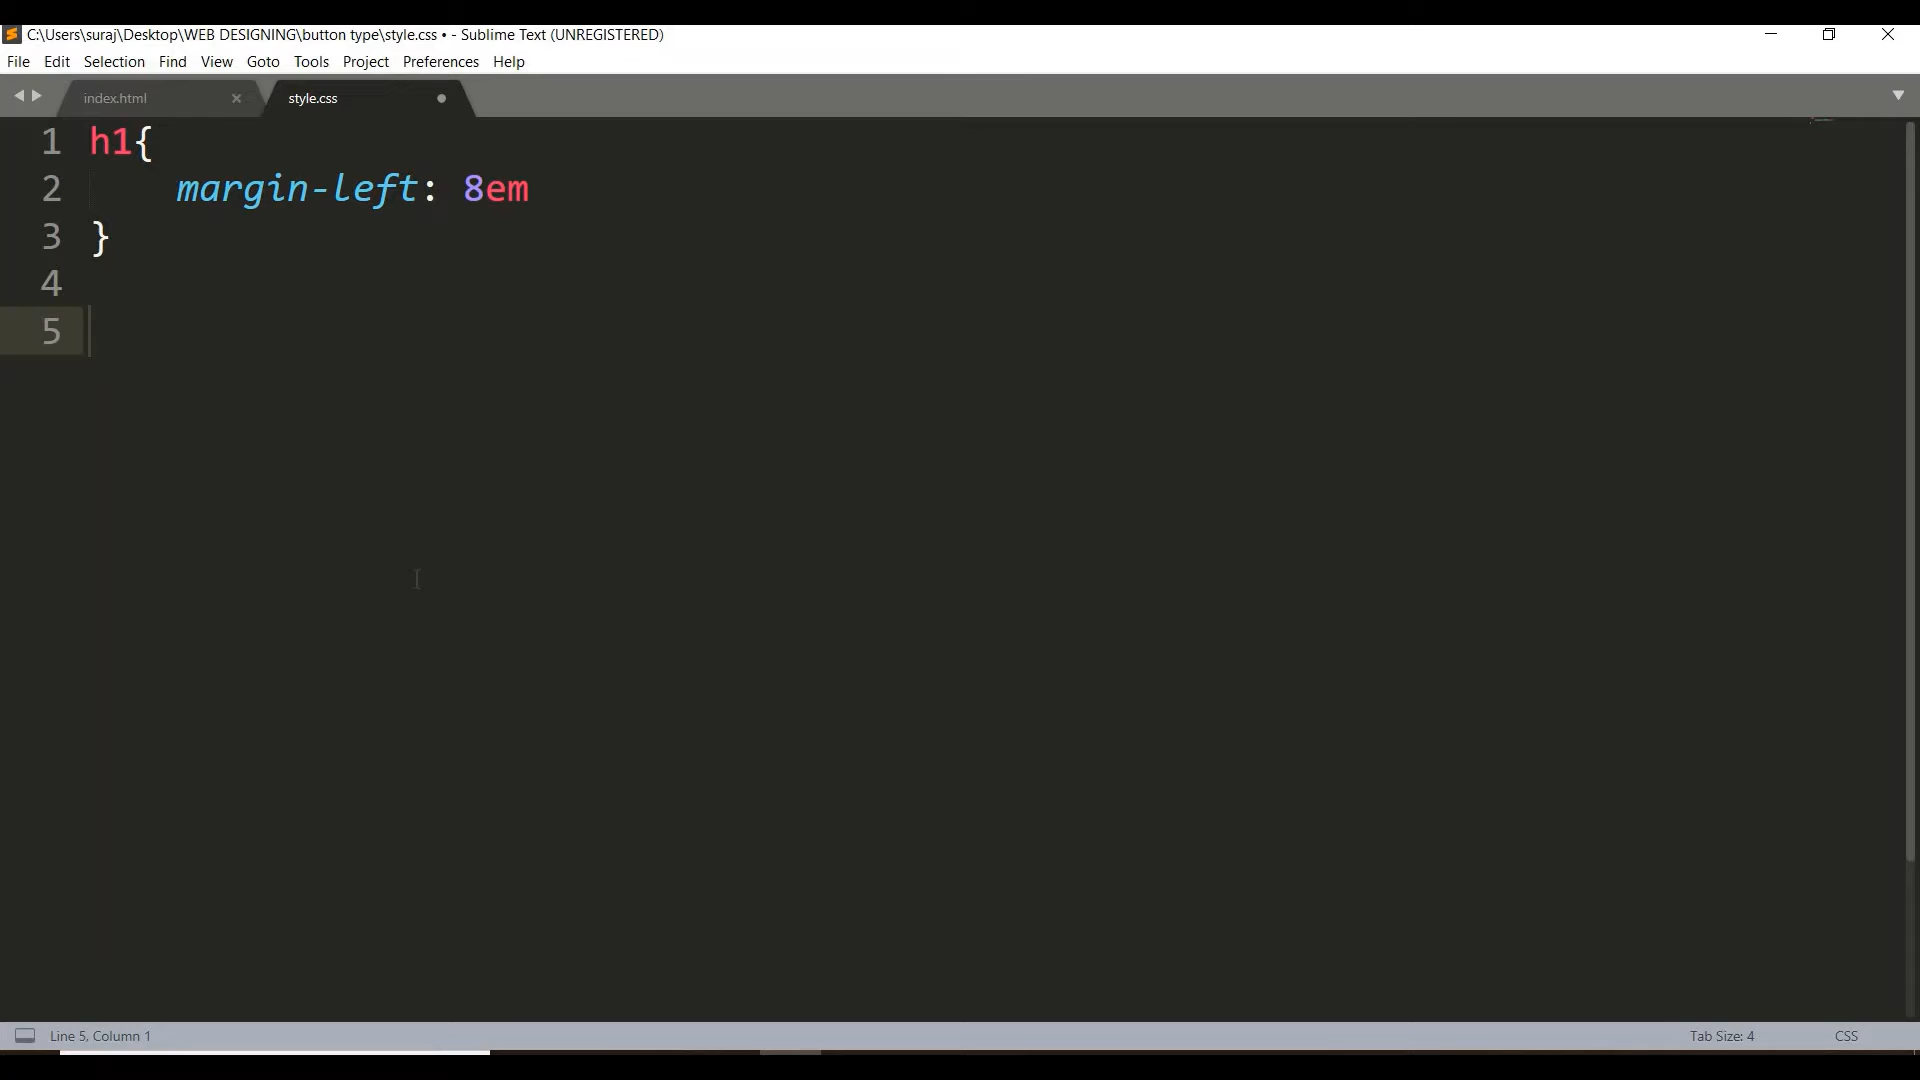 C:\Users\suraj\Desktop\WEB DESIGNING\button type\style.css • - Sublime Text (UNREGISTERED)
File Edit Selection Find View Goto Tools Project Preferences Help
index.html style.css
1 h1{
2 margin-left: 8em
3 }
4
5
Line 5, Column 1 Tab Size: 4 CSS